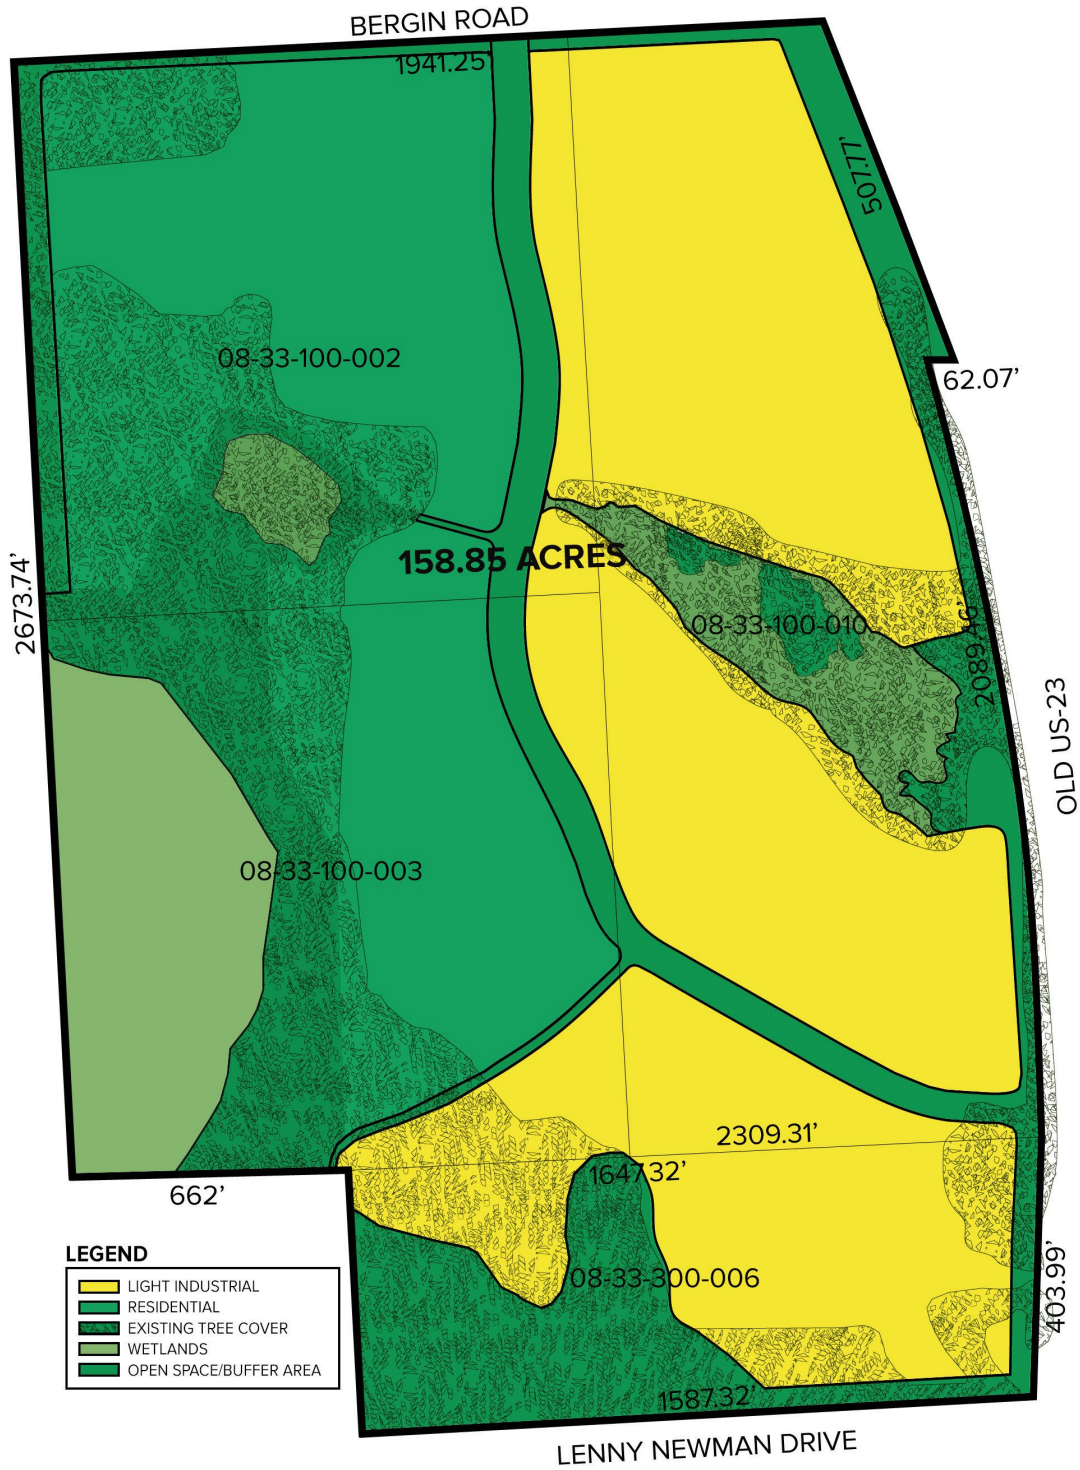 BERGIN ROAD
1941.25'
507.77'
08-33-100-002
62.07'
158.85 ACRES
2673.74'
08-33-100-010
2089.46'
OLD US-23
08-33-100-003
2309.31'
1647.32'
662'
LEGEND
LIGHT INDUSTRIAL
RESIDENTIAL
EXISTING TREE COVER
WETLANDS
OPEN SPACE/BUFFER AREA
08-33-300-006
403.99'
1587.32'
LENNY NEWMAN DRIVE